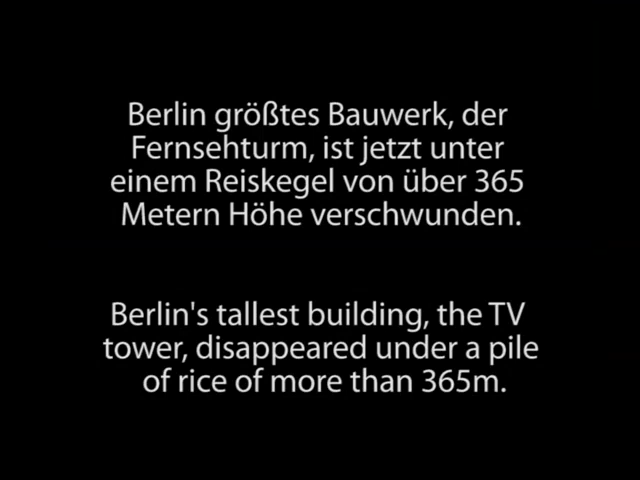 Berlin größtes Bauwerk, der
Fernsehturm, ist jetzt unter
einem Reiskegel von über 365
Metern Höhe verschwunden.
Berlin's tallest building, the TV
tower, disappeared under a pile
of rice of more than 365m.